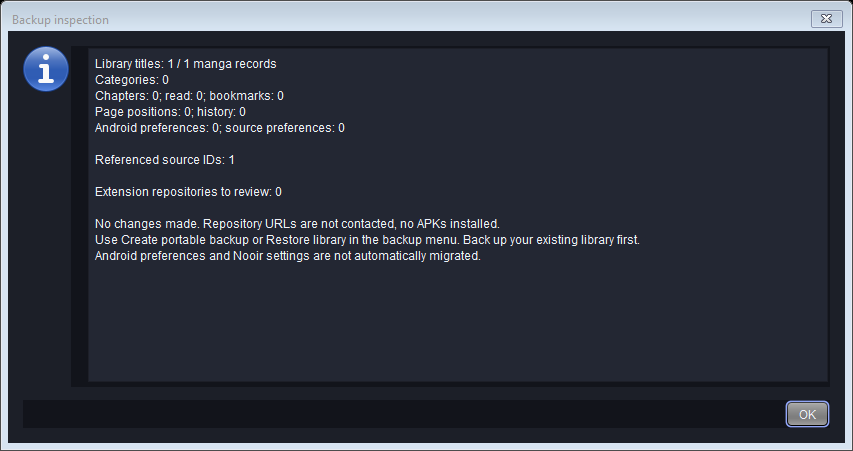 Backup inspection
Library titles: 1 / 1 manga records
Categories: 0
Chapters: 0; read: 0; bookmarks: 0
Page positions: 0; history: 0
Android preferences: 0; source preferences: 0
Referenced source IDs: 1
Extension repositories to review: 0
No changes made. Repository URLs are not contacted, no APKs installed.
Use Create portable backup or Restore library in the backup menu. Back up your existing library first.
Android preferences and Nooir settings are not automatically migrated.
OK